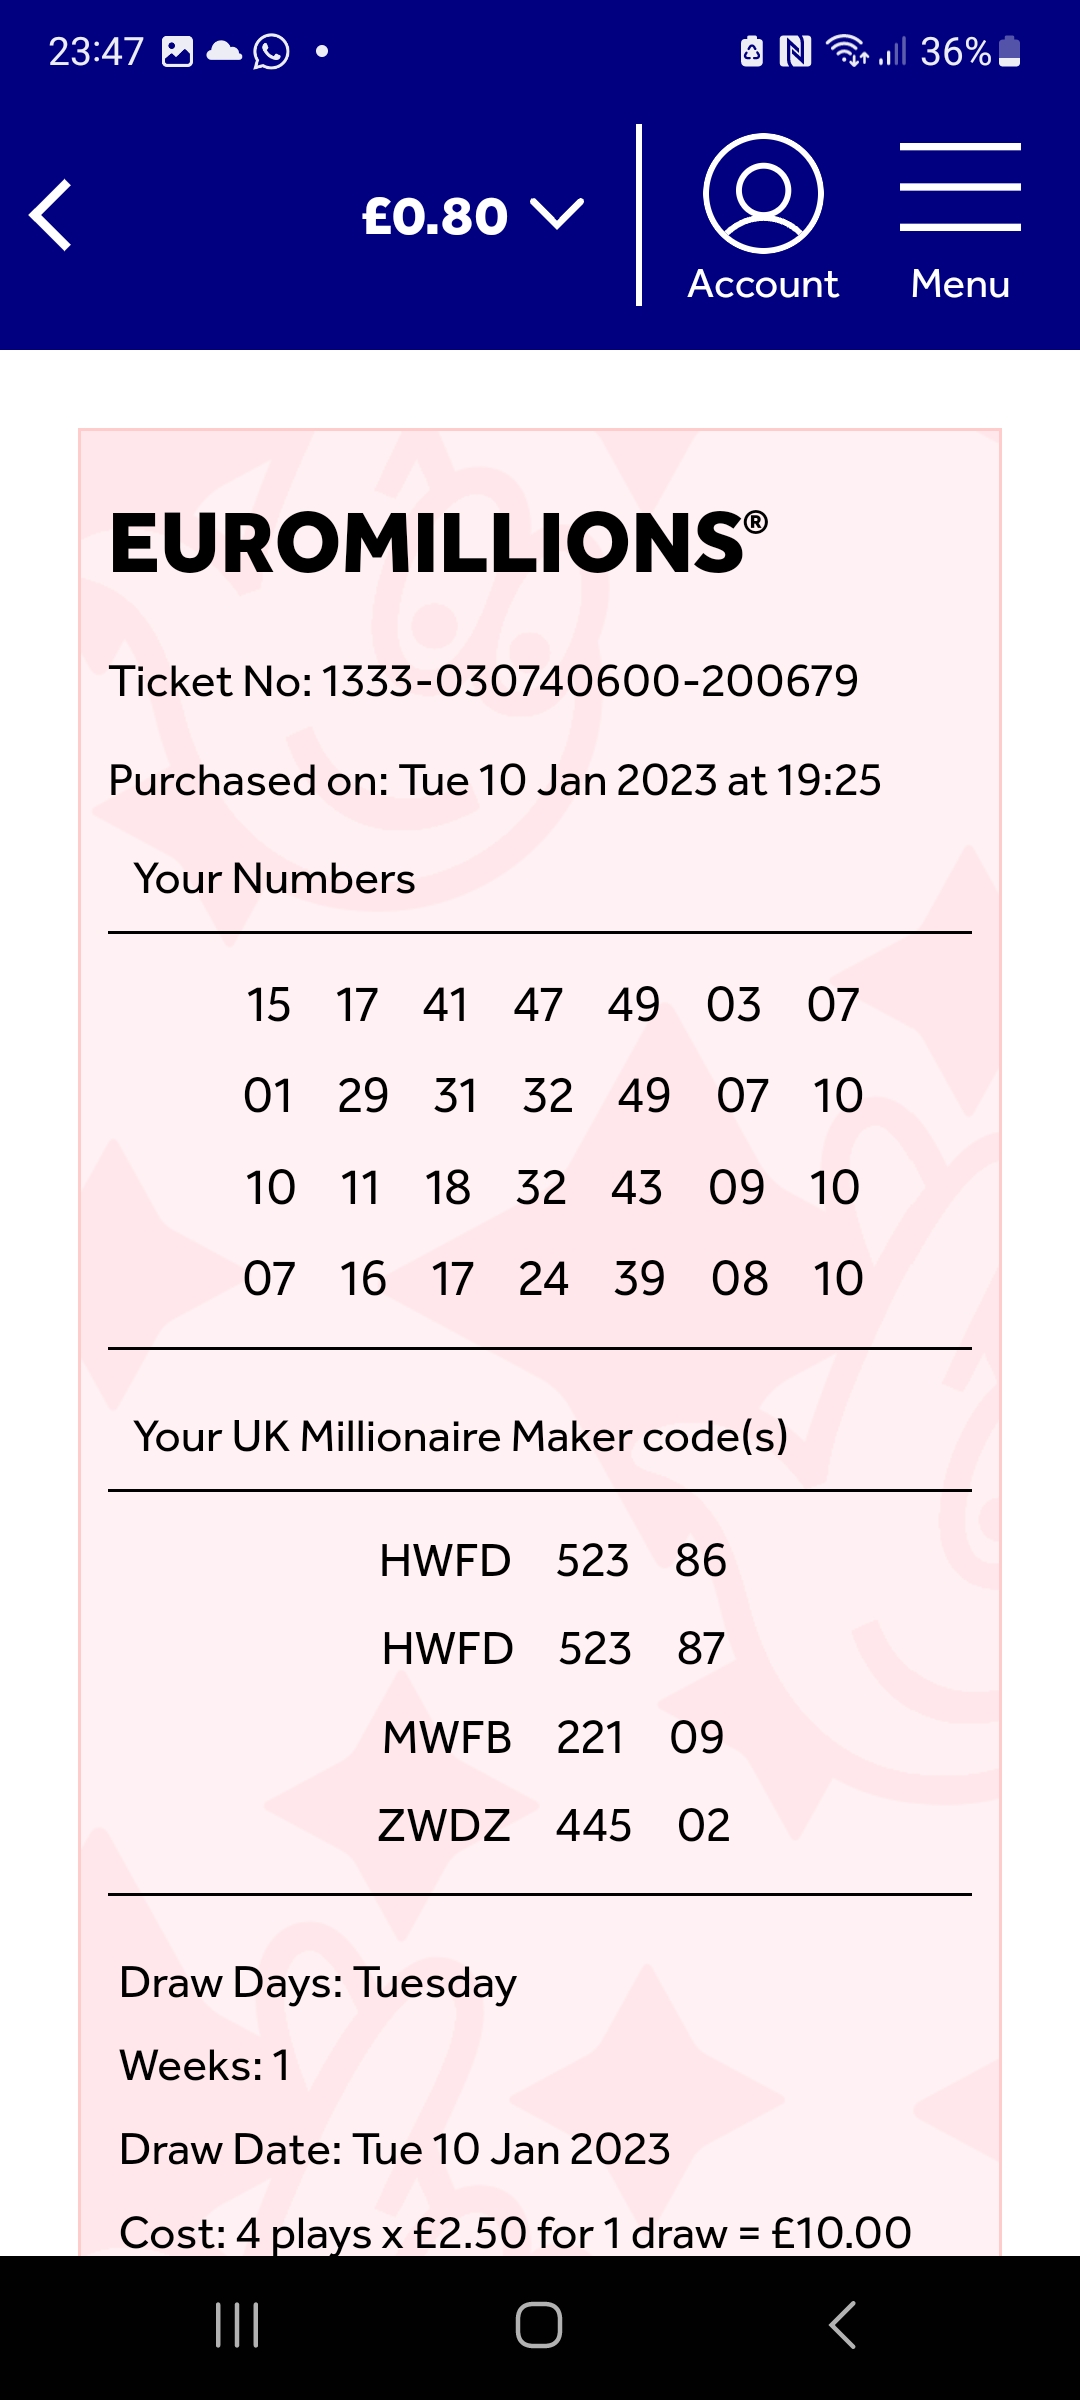 23:47 36%
£0.80
Account Menu
EUROMILLIONS®
Ticket No: 1333-030740600-200679
Purchased on: Tue 10 Jan 2023 at 19:25
Your Numbers
15 17 41 47 49 03 07
01 29 31 32 49 07 10
10 11 18 32 43 09 10
07 16 17 24 39 08 10
Your UK Millionaire Maker code(s)
HWFD 523 86
HWFD 523 87
MWFB 221 09
ZWDZ 445 02
Draw Days: Tuesday
Weeks: 1
Draw Date: Tue 10 Jan 2023
Cost: 4 plays x £2.50 for 1 draw = £10.00